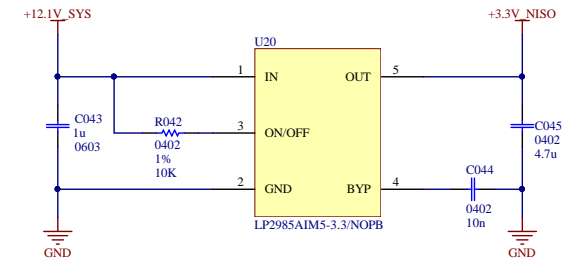 +12.1V_SYS
+3.3V_NISO
U20
1
IN
OUT
5
C043
1u
0603
R042
0402
1%
10K
3
ON/OFF
C045
0402
4.7u
2
GND
BYP
4
C044
0402
10n
LP2985AIM5-3.3/NOPB
GND
GND